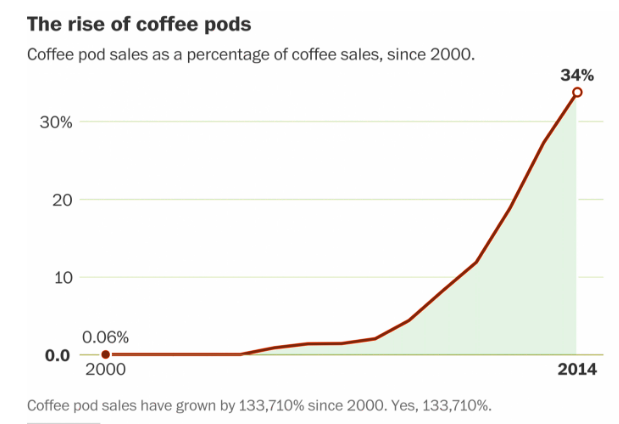 The rise of coffee pods
Coffee pod sales as a percentage of coffee sales, since 2000.
34%
30%
20
10
0.06%
0.0
2000
2014
Coffee pod sales have grown by 133,710% since 2000. Yes, 133,710%.